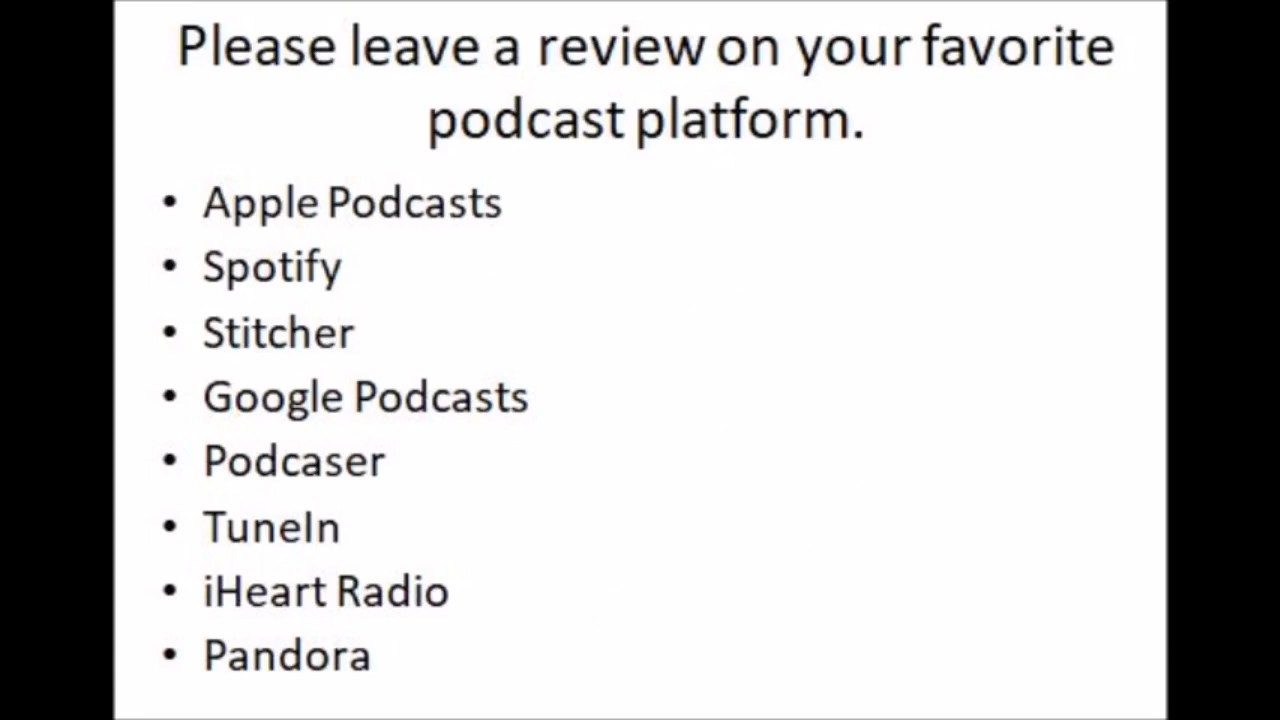 Please leave a review on your favorite
podcast platform.
• Apple Podcasts
• Spotify
• Stitcher
• Google Podcasts
• Podcaser
• TuneIn
• iHeart Radio
• Pandora